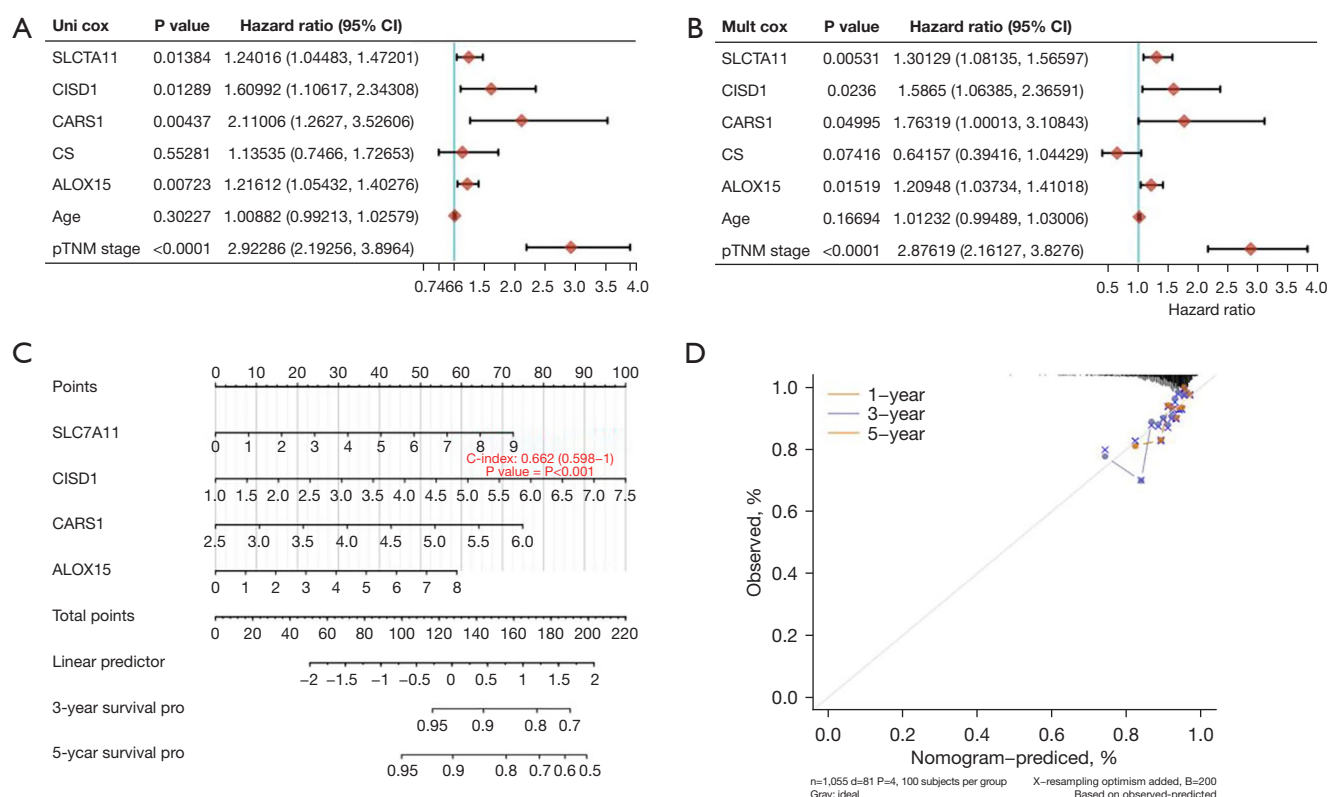 A
Uni cox P value Hazard ratio (95% CI)
SLCTA11 0.01384 1.24016 (1.04483, 1.47201)
CISD1 0.01289 1.60992 (1.10617, 2.34308)
CARS1 0.00437 2.11006 (1.2627, 3.52606)
CS 0.55281 1.13535 (0.7466, 1.72653)
ALOX15 0.00723 1.21612 (1.05432, 1.40276)
Age 0.30227 1.00882 (0.99213, 1.02579)
pTNM stage <0.0001 2.92286 (2.19256, 3.8964)
0.7466 1.5 2.0 2.5 3.0 3.5 4.0
B
Mult cox P value Hazard ratio (95% CI)
SLCTA11 0.00531 1.30129 (1.08135, 1.56597)
CISD1 0.0236 1.5865 (1.06385, 2.36591)
CARS1 0.04995 1.76319 (1.00013, 3.10843)
CS 0.07416 0.64157 (0.39416, 1.04429)
ALOX15 0.01519 1.20948 (1.03734, 1.41018)
Age 0.16694 1.01232 (0.99489, 1.03006)
pTNM stage <0.0001 2.87619 (2.16127, 3.8276)
0.5 1.0 1.5 2.0 2.5 3.0 3.5 4.0
Hazard ratio
C
0 10 20 30 40 50 60 70 80 90 100
Points
SLC7A11
0 1 2 3 4 5 6 7 8 9
C-index: 0.662 (0.598−1)
P value = P<0.001
CISD1
1.0 1.5 2.0 2.5 3.0 3.5 4.0 4.5 5.0 5.5 6.0 6.5 7.0 7.5
CARS1
2.5 3.0 3.5 4.0 4.5 5.0 5.5 6.0
ALOX15
0 1 2 3 4 5 6 7 8
Total points
0 20 40 60 80 100 120 140 160 180 200 220
Linear predictor
−2 −1.5 −1 −0.5 0 0.5 1 1.5 2
3-year survival pro
0.95 0.9 0.8 0.7
5-ycar survival pro
0.95 0.9 0.8 0.7 0.6 0.5
D
1−year
3−year
5−year
1.0
0.8
0.6
0.4
0.2
0.0
Observed, %
0.0 0.2 0.4 0.6 0.8 1.0
Nomogram−prediced, %
n=1,055 d=81 P=4, 100 subjects per group X−resampling optimism added, B=200
Gray: ideal Based on observed-predicted